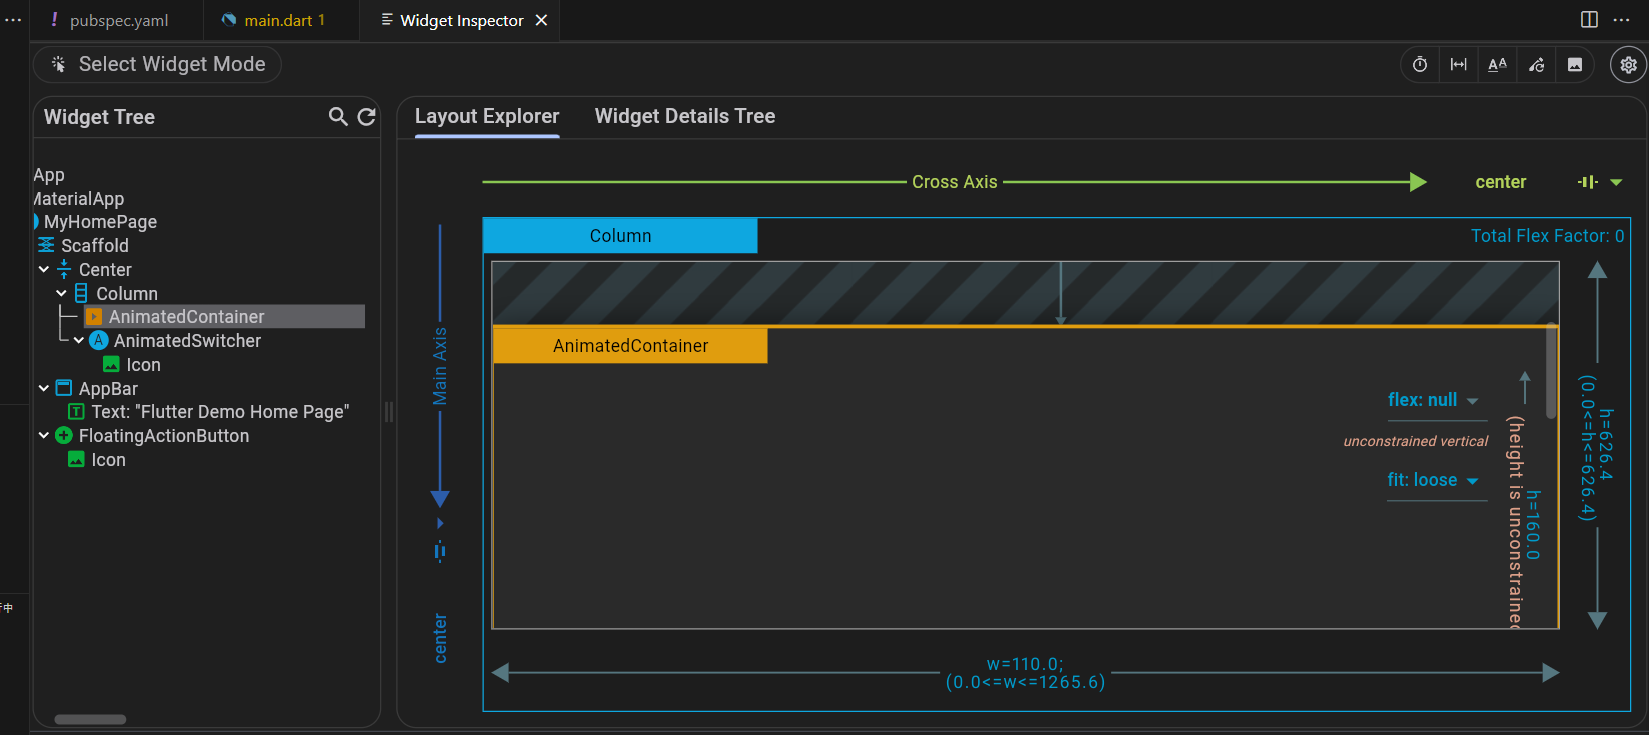 pubspec.yaml
main.dart 1
Widget Inspector
Select Widget Mode
Widget Tree
Layout Explorer
Widget Details Tree
App
MaterialApp
MyHomePage
Scaffold
Center
Column
AnimatedContainer
AnimatedSwitcher
Icon
AppBar
Text: "Flutter Demo Home Page"
FloatingActionButton
Icon
Cross Axis
center
Column
Total Flex Factor: 0
Main Axis
center
AnimatedContainer
flex: null
unconstrained vertical
fit: loose
h=160.0
(height is unconstrained
h=626.4
(0.0<=h<=626.4)
w=110.0;
(0.0<=w<=1265.6)
中